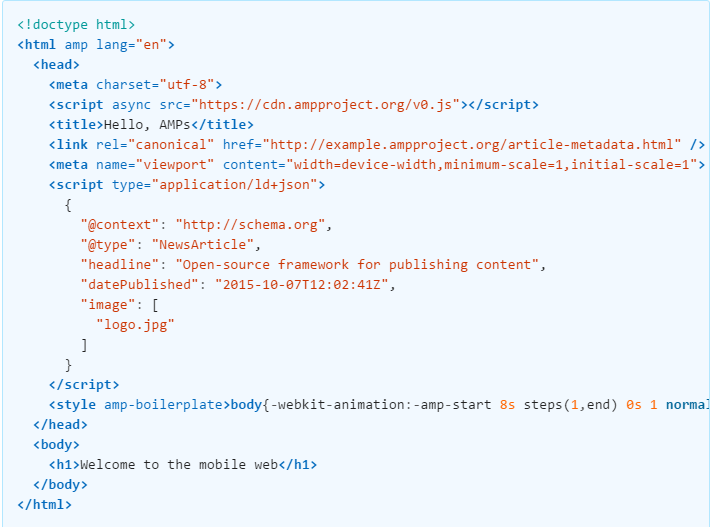 <!doctype html>
<html amp lang="en">
<head>
<meta charset="utf-8">
<script async src="https://cdn.ampproject.org/v0.js"></script>
<title>Hello, AMPs</title>
<link rel="canonical" href="http://example.ampproject.org/article-metadata.html" />
<meta name="viewport" content="width=device-width,minimum-scale=1,initial-scale=1">
<script type="application/ld+json">
{
"@context": "http://schema.org",
"@type": "NewsArticle",
"headline": "Open-source framework for publishing content",
"datePublished": "2015-10-07T12:02:41Z",
"image": [
"logo.jpg"
]
}
</script>
<style amp-boilerplate>body{-webkit-animation:-amp-start 8s steps(1,end) 0s 1 normal
</head>
<body>
<h1>Welcome to the mobile web</h1>
</body>
</html>